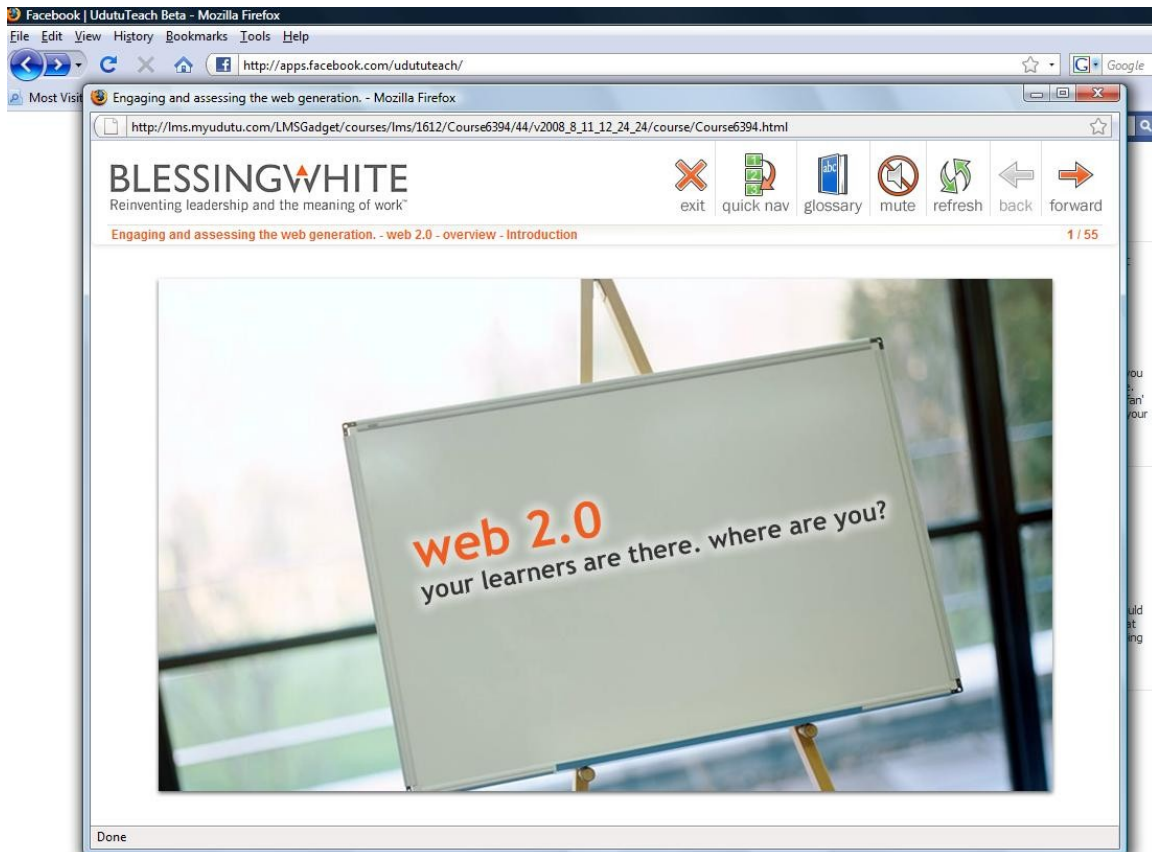 Facebook | UdutuTeach Beta - Mozilla Firefox
File Edit View History Bookmarks Tools Help
http://apps.facebook.com/udututeach/
Google
Most Visit
Engaging and assessing the web generation. - Mozilla Firefox
http://lms.myudutu.com/LMSGadget/courses/lms/1612/Course6394/44/v2008_8_11_12_24_24/course/Course6394.html
BLESSINGWHITE
Reinventing leadership and the meaning of work™
exit quick nav glossary mute refresh back forward
Engaging and assessing the web generation. - web 2.0 - overview - Introduction 1 / 55
web 2.0
your learners are there. where are you?
Done